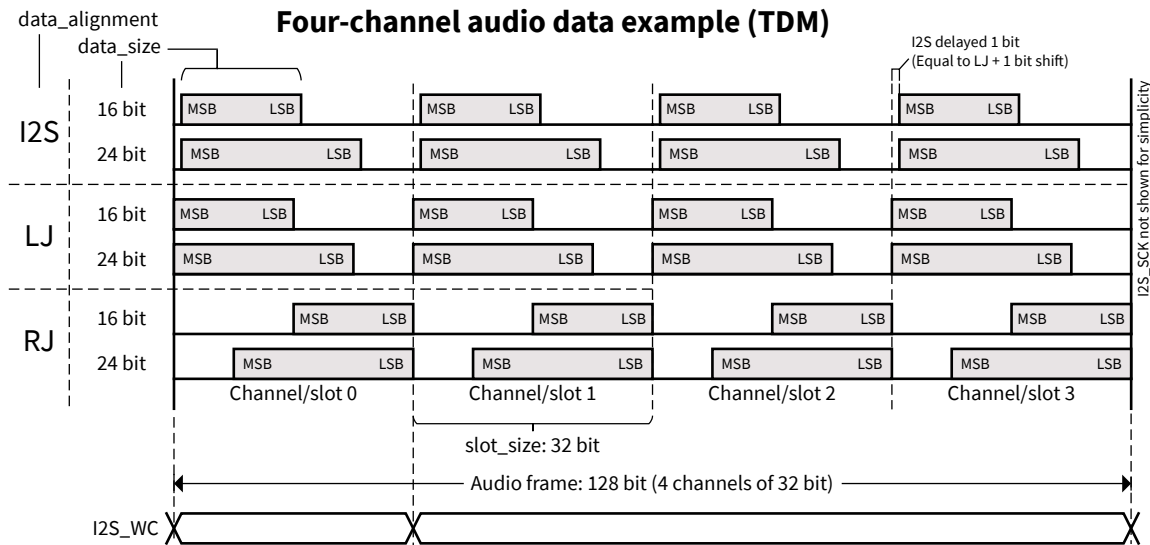 Four-channel audio data example (TDM)
data_alignment
data_size
I2S delayed 1 bit
(Equal to LJ + 1 bit shift)
I2S
16 bit
MSB LSB MSB LSB MSB LSB MSB LSB
24 bit
MSB LSB MSB LSB MSB LSB MSB LSB
LJ
16 bit
MSB LSB MSB LSB MSB LSB MSB LSB
24 bit
MSB LSB MSB LSB MSB LSB MSB LSB
RJ
16 bit
MSB LSB MSB LSB MSB LSB MSB LSB
24 bit
MSB LSB MSB LSB MSB LSB MSB LSB
I2S_SCK not shown for simplicity
Channel/slot 0 Channel/slot 1 Channel/slot 2 Channel/slot 3
slot_size: 32 bit
Audio frame: 128 bit (4 channels of 32 bit)
I2S_WC